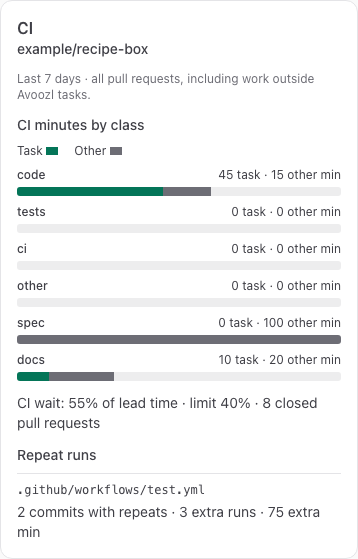 CI
example/recipe-box
Last 7 days · all pull requests, including work outside
Avoozl tasks.
CI minutes by class
Task Other
code 45 task · 15 other min
tests 0 task · 0 other min
ci 0 task · 0 other min
other 0 task · 0 other min
spec 0 task · 100 other min
docs 10 task · 20 other min
CI wait: 55% of lead time · limit 40% · 8 closed
pull requests
Repeat runs
.github/workflows/test.yml
2 commits with repeats · 3 extra runs · 75 extra
min